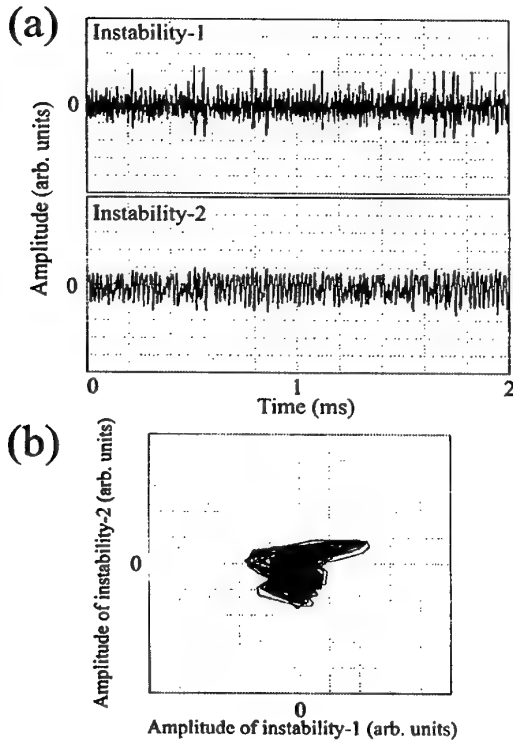 (a)
Instability-1
0
Instability-2
0
Amplitude (arb. units)
0 1 2
Time (ms)
(b)
Amplitude of instability-2 (arb. units)
0
0
Amplitude of instability-1 (arb. units)